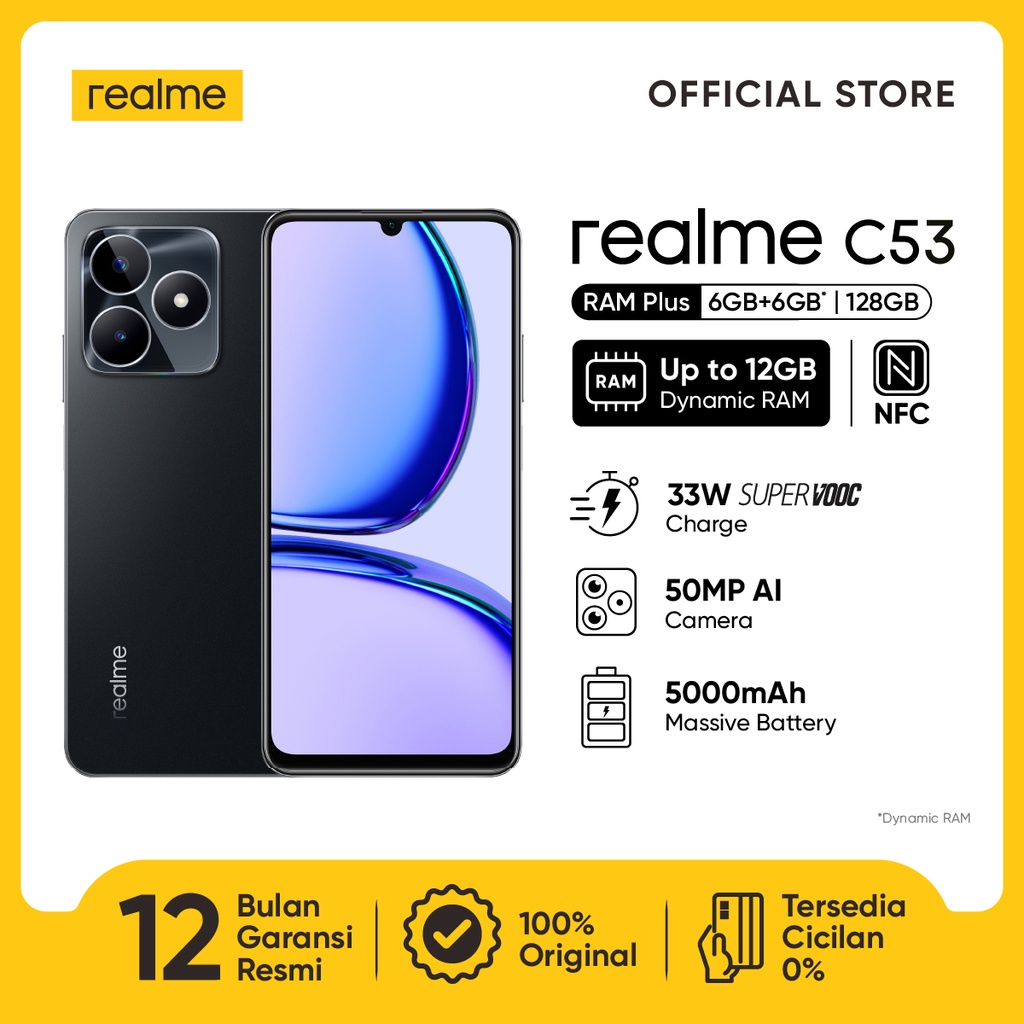 realme
OFFICIAL STORE
realme C53
RAM Plus 6GB+6GB* | 128GB
RAM
Up to 12GB
Dynamic RAM
NFC
33W SUPERVOOC
Charge
50MP AI
Camera
5000mAh
Massive Battery
realme
*Dynamic RAM
12
Bulan
Garansi
Resmi
100%
Original
Tersedia
Cicilan
0%